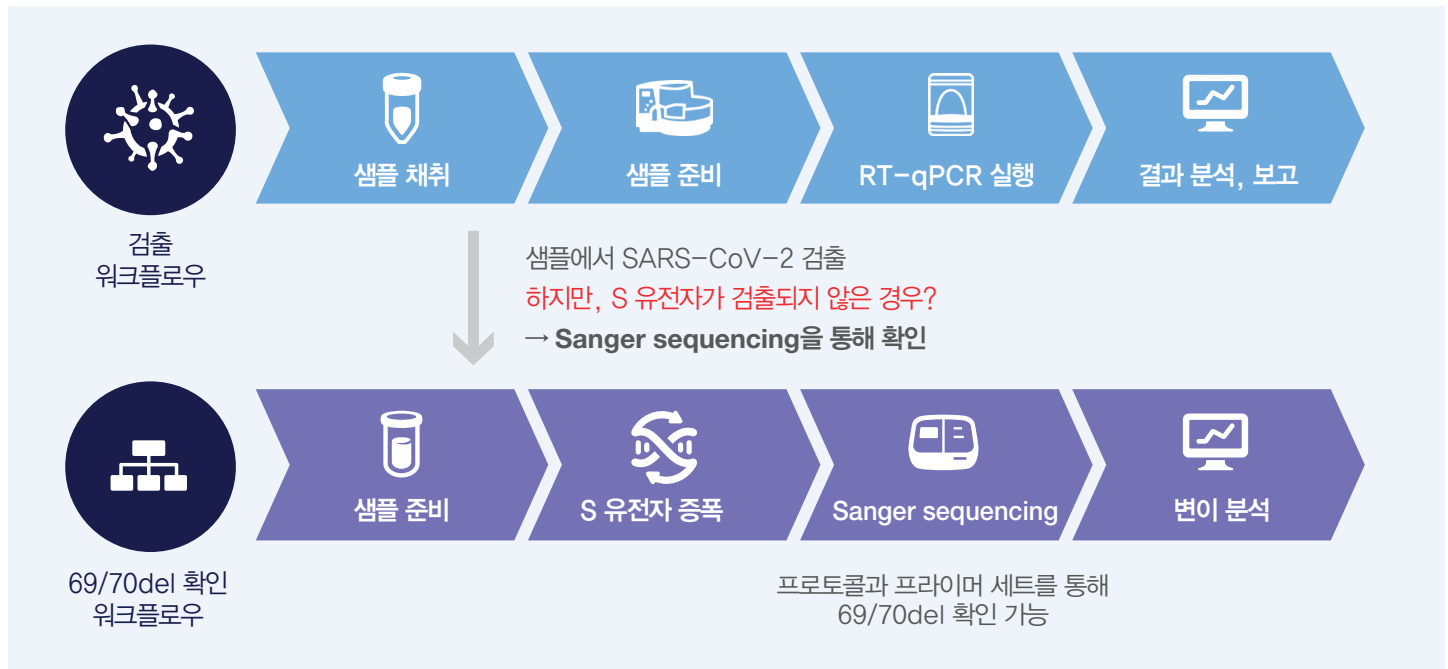 샘플 채취
샘플 준비
RT-qPCR 실행
결과 분석, 보고
검출
워크플로우
샘플에서 SARS-CoV-2 검출
하지만, S 유전자가 검출되지 않은 경우?
→ Sanger sequencing을 통해 확인
샘플 준비
S 유전자 증폭
Sanger sequencing
변이 분석
69/70del 확인
워크플로우
프로토콜과 프라이머 세트를 통해
69/70del 확인 가능